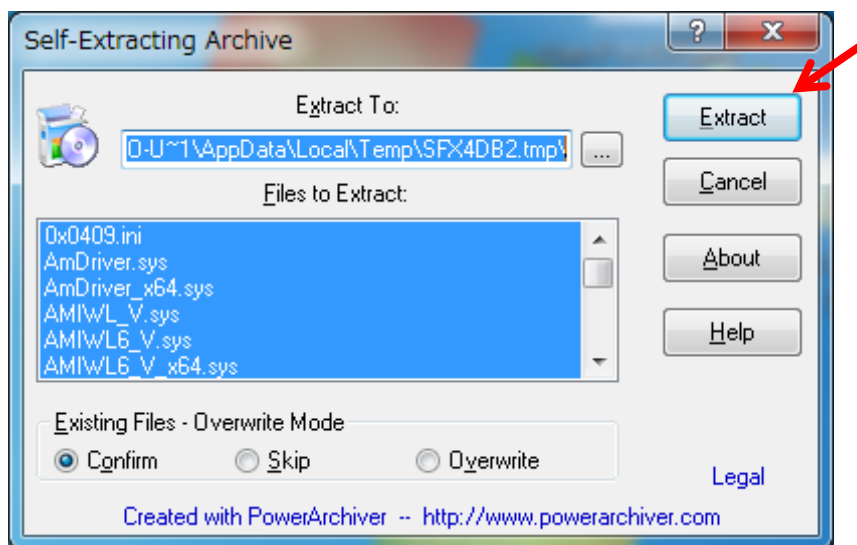 Self-Extracting Archive
Extract To:
Extract
O-U~1\AppData\Local\Temp\SFX4DB2.tmp\
...
Cancel
Files to Extract:
0x0409.ini
AmDriver.sys
AmDriver_x64.sys
AMIWL_V.sys
AMIWL6_V.sys
AMIWL6_V_x64.sys
About
Help
Existing Files - Overwrite Mode
Confirm Skip Overwrite
Legal
Created with PowerArchiver -- http://www.powerarchiver.com